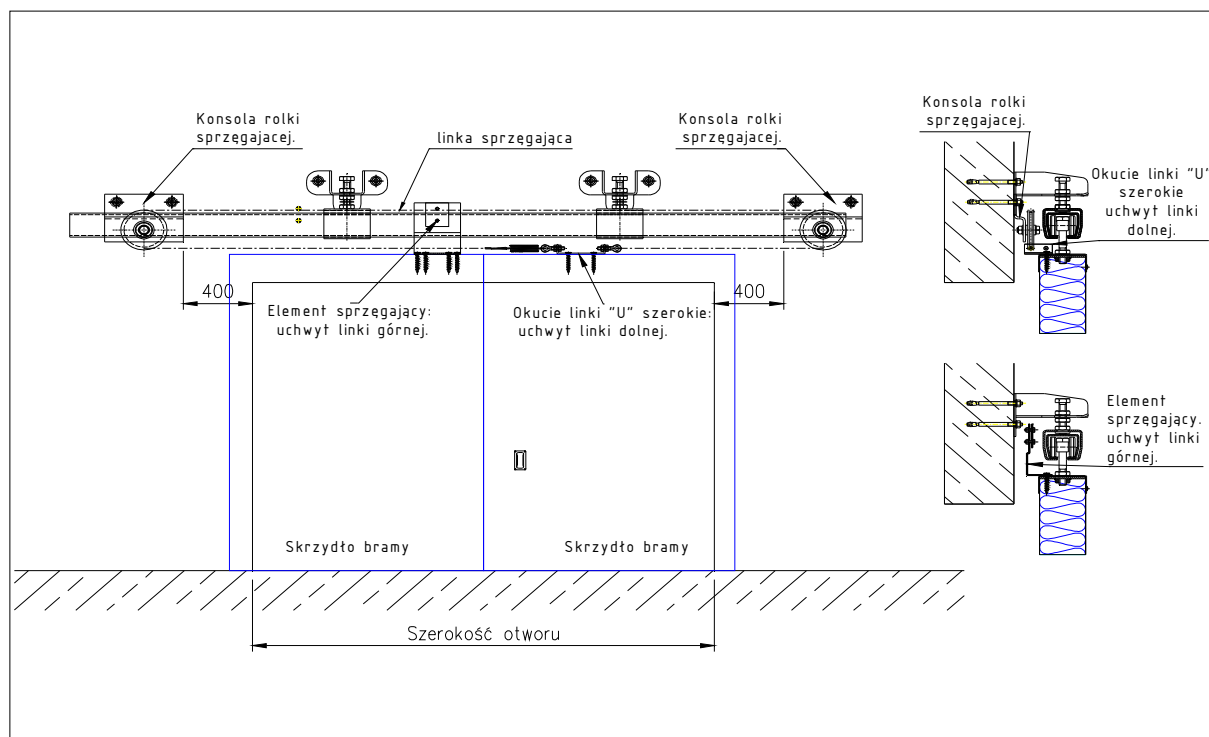 Konsola rolki
sprzęgajacej.
linka sprzęgająca
Konsola rolki
sprzęgajacej.
400
400
Element sprzęgający:
uchwyt linki górnej.
Okucie linki "U" szerokie:
uchwyt linki dolnej.
Skrzydło bramy
Skrzydło bramy
Szerokość otworu
Konsola rolki
sprzęgajacej.
Okucie linki "U"
szerokie
uchwyt linki
dolnej.
Element
sprzęgający.
uchwyt linki
górnej.